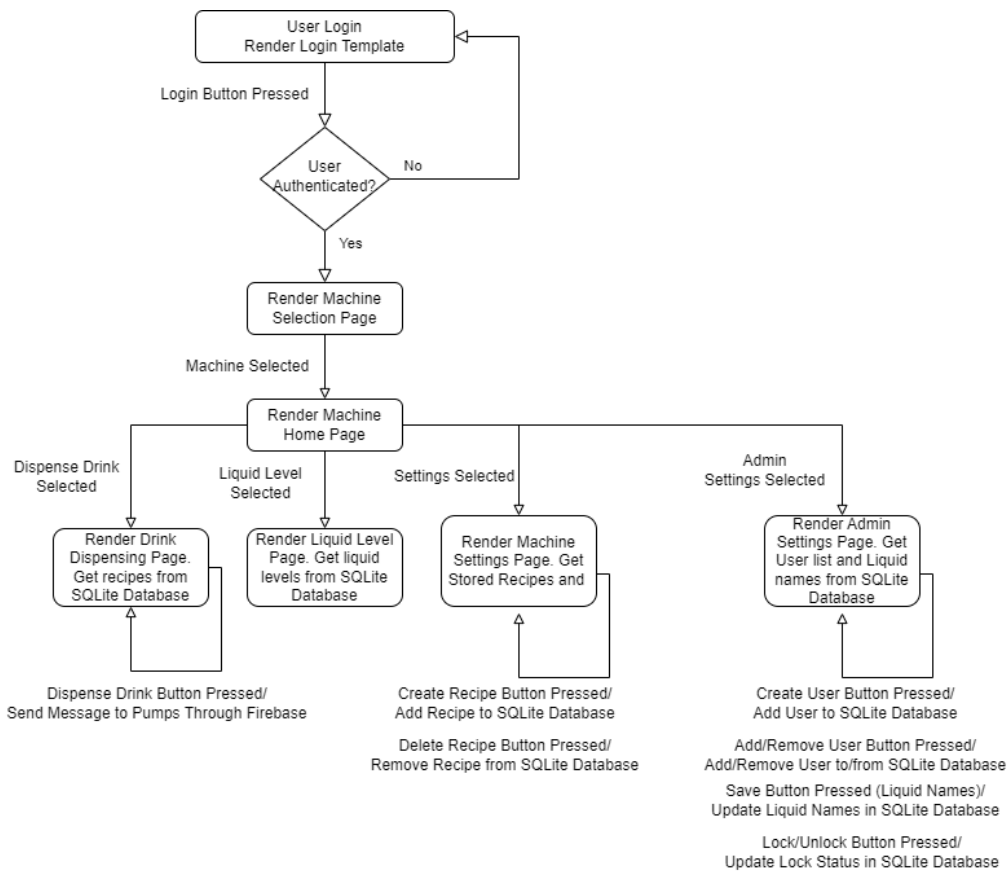 User Login
Render Login Template
Login Button Pressed
User
Authenticated?
No
Yes
Render Machine
Selection Page
Machine Selected
Render Machine
Home Page
Dispense Drink
Selected
Liquid Level
Selected
Settings Selected
Admin
Settings Selected
Render Drink
Dispensing Page.
Get recipes from
SQLite Database
Render Liquid Level
Page. Get liquid
levels from SQLite
Database
Render Machine
Settings Page. Get
Stored Recipes and
Render Admin
Settings Page. Get
User list and Liquid
names from SQLite
Database
Dispense Drink Button Pressed/
Send Message to Pumps Through Firebase
Create Recipe Button Pressed/
Add Recipe to SQLite Database
Delete Recipe Button Pressed/
Remove Recipe from SQLite Database
Create User Button Pressed/
Add User to SQLite Database
Add/Remove User Button Pressed/
Add/Remove User to/from SQLite Database
Save Button Pressed (Liquid Names)/
Update Liquid Names in SQLite Database
Lock/Unlock Button Pressed/
Update Lock Status in SQLite Database